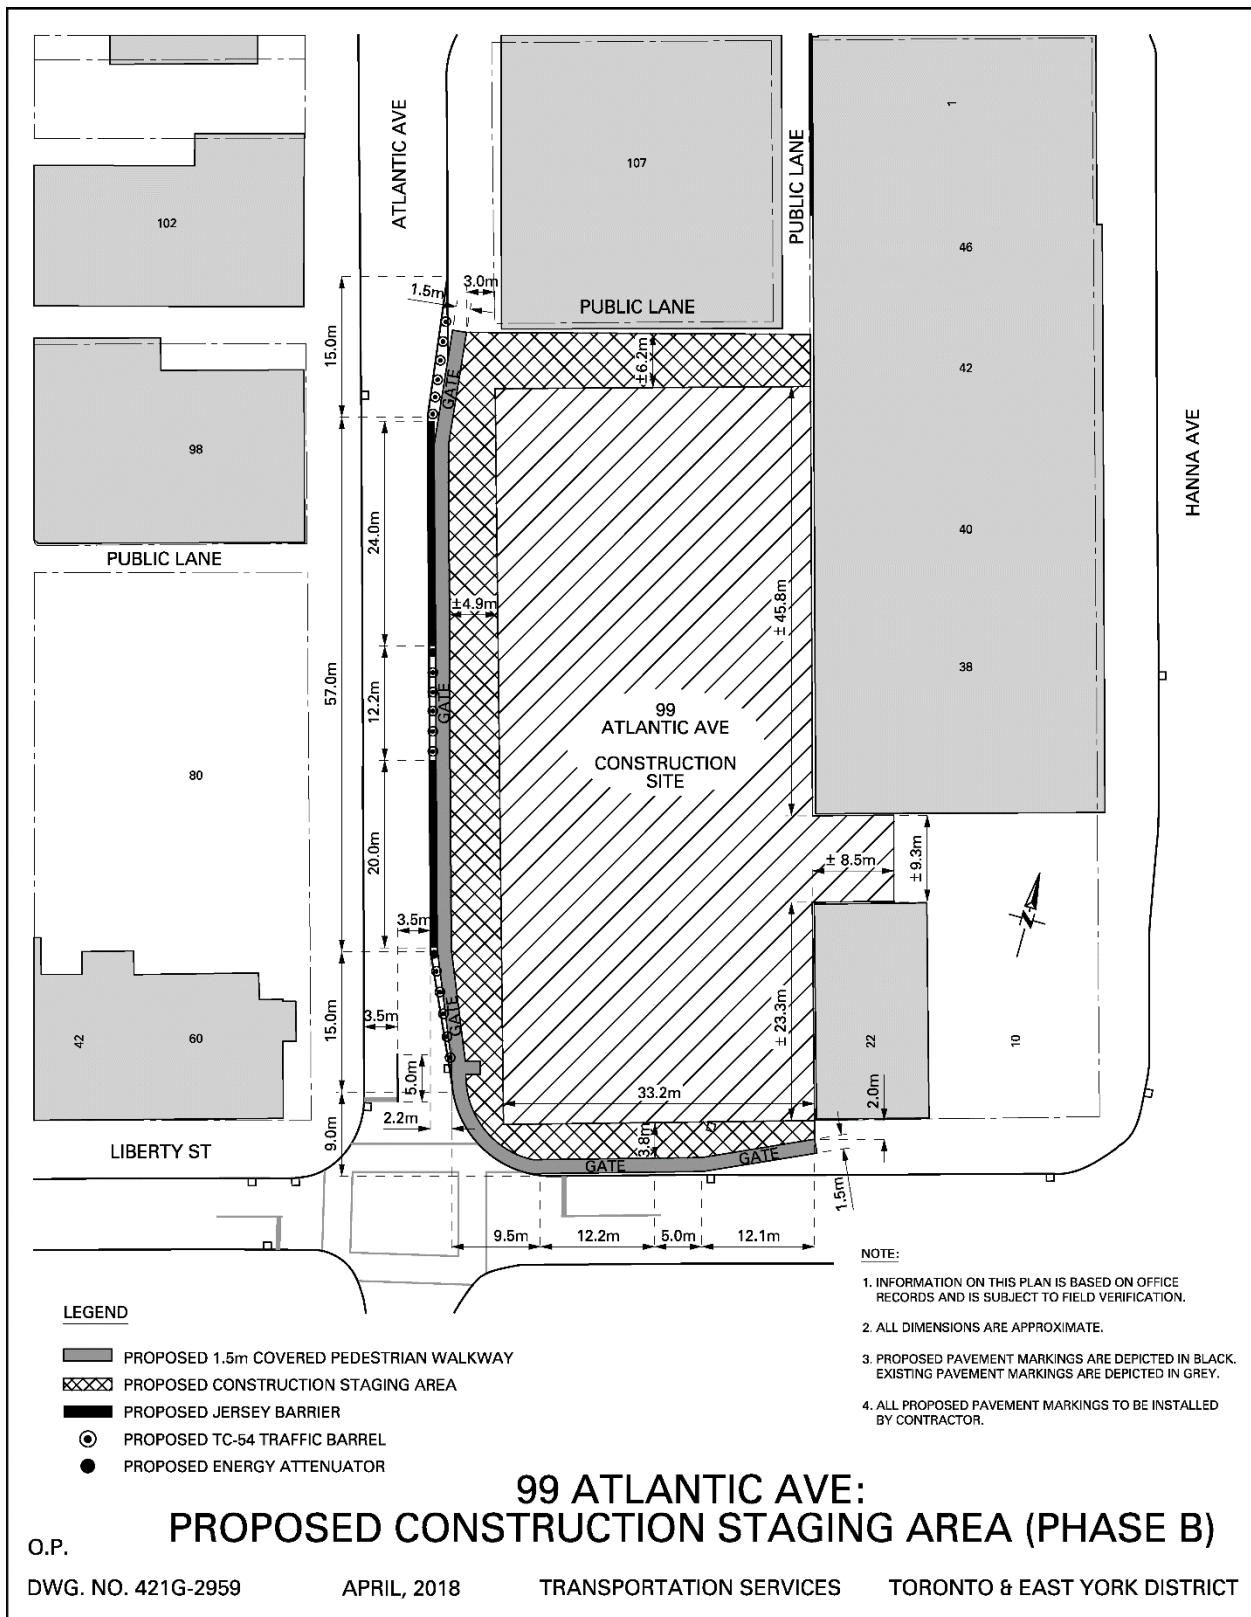 ATLANTIC AVE
107
PUBLIC LANE
1
102
46
1.5m
3.0m
PUBLIC LANE
15.0m
±6.2m
42
GATE
98
HANNA AVE
24.0m
40
PUBLIC LANE
±4.9m
±45.8m
57.0m
12.2m
GATE
38
99
ATLANTIC AVE
CONSTRUCTION
SITE
80
20.0m
± 8.5m
±9.3m
N
3.5m
15.0m
GATE
±23.3m
3.5m
42
60
22
10
5.0m
33.2m
2.0m
9.0m
2.2m
3.8m
LIBERTY ST
GATE
GATE
1.5m
9.5m
12.2m
5.0m
12.1m
NOTE:
1. INFORMATION ON THIS PLAN IS BASED ON OFFICE
RECORDS AND IS SUBJECT TO FIELD VERIFICATION.
2. ALL DIMENSIONS ARE APPROXIMATE.
3. PROPOSED PAVEMENT MARKINGS ARE DEPICTED IN BLACK.
EXISTING PAVEMENT MARKINGS ARE DEPICTED IN GREY.
4. ALL PROPOSED PAVEMENT MARKINGS TO BE INSTALLED
BY CONTRACTOR.
LEGEND
PROPOSED 1.5m COVERED PEDESTRIAN WALKWAY
PROPOSED CONSTRUCTION STAGING AREA
PROPOSED JERSEY BARRIER
PROPOSED TC-54 TRAFFIC BARREL
PROPOSED ENERGY ATTENUATOR
99 ATLANTIC AVE:
PROPOSED CONSTRUCTION STAGING AREA (PHASE B)
O.P.
DWG. NO. 421G-2959 APRIL, 2018 TRANSPORTATION SERVICES TORONTO & EAST YORK DISTRICT